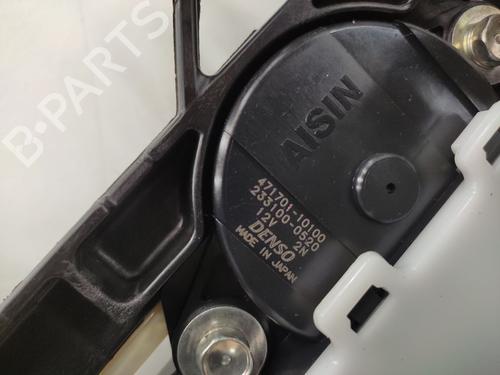 B-PARTS
AISIN
471701-10100
233100-0520
12V 2N
DENSO
MADE IN JAPAN